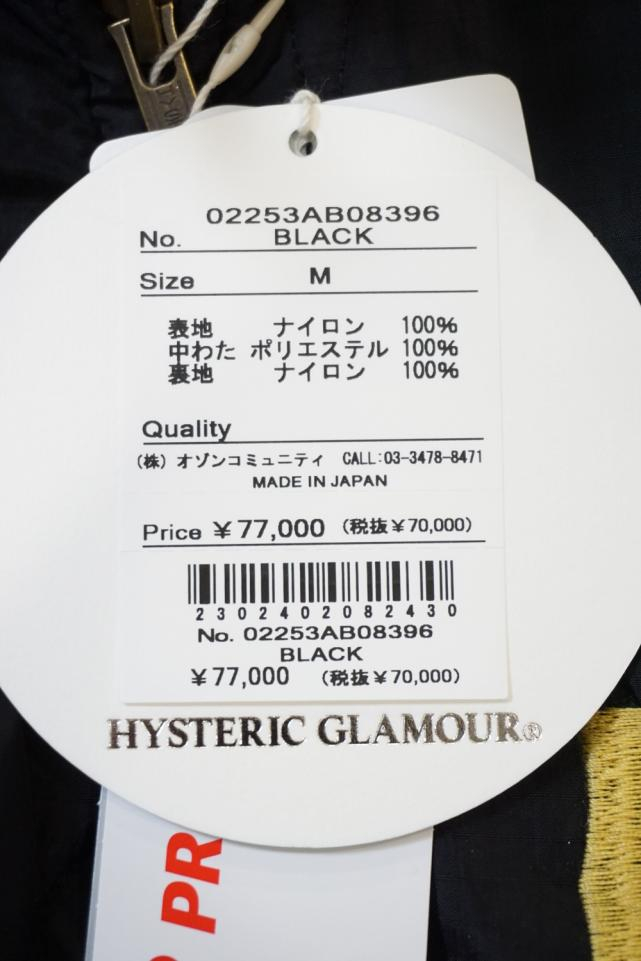 02253AB08396
No. BLACK
Size M
表地 ナイロン 100%
中わた ポリエステル 100%
裏地 ナイロン 100%
Quality
(株) オゾンコミュニティ CALL:03-3478-8471
MADE IN JAPAN
Price ¥77,000 (税抜¥70,000)
2302402082430
No. 02253AB08396
BLACK
¥77,000 (税抜¥70,000)
HYSTERIC GLAMOUR®
PR